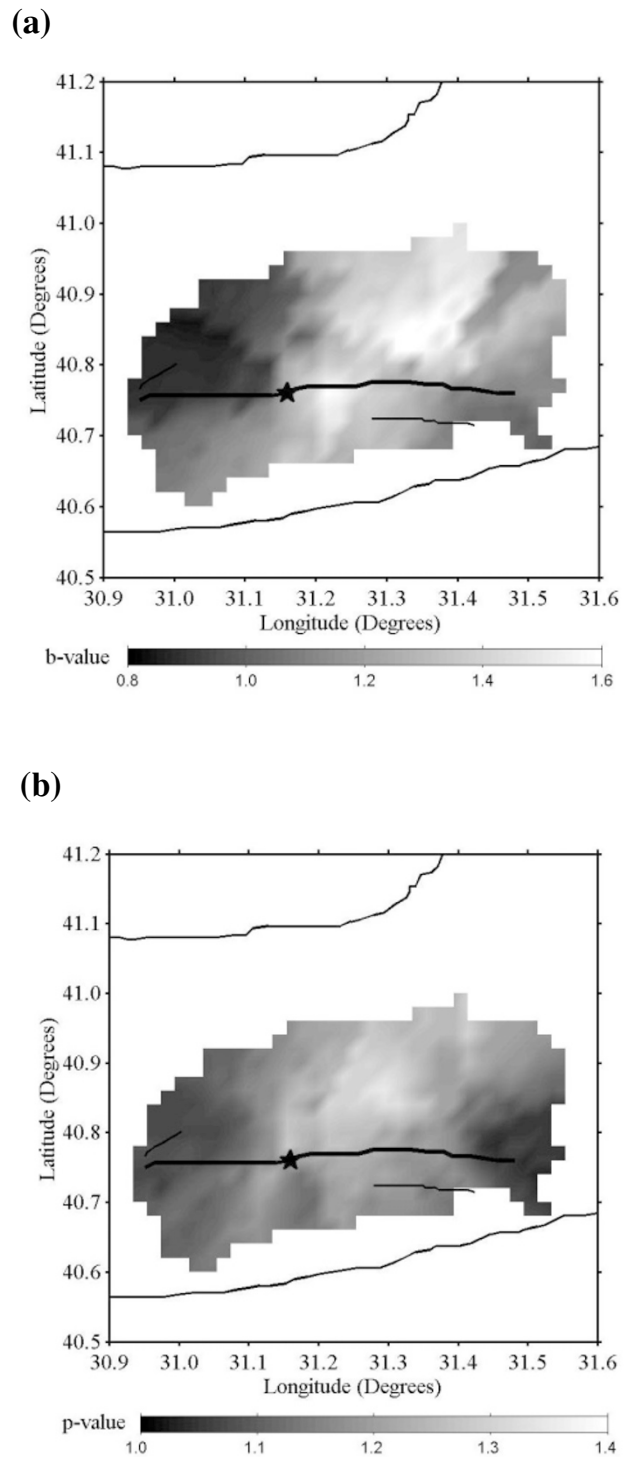 (a)
41.2
41.1
41.0
40.9
40.8
40.7
40.6
40.5
Latitude (Degrees)
30.9 31.0 31.1 31.2 31.3 31.4 31.5 31.6
Longitude (Degrees)
b-value
0.8 1.0 1.2 1.4 1.6
(b)
41.2
41.1
41.0
40.9
40.8
40.7
40.6
40.5
Latitude (Degrees)
30.9 31.0 31.1 31.2 31.3 31.4 31.5 31.6
Longitude (Degrees)
p-value
1.0 1.1 1.2 1.3 1.4